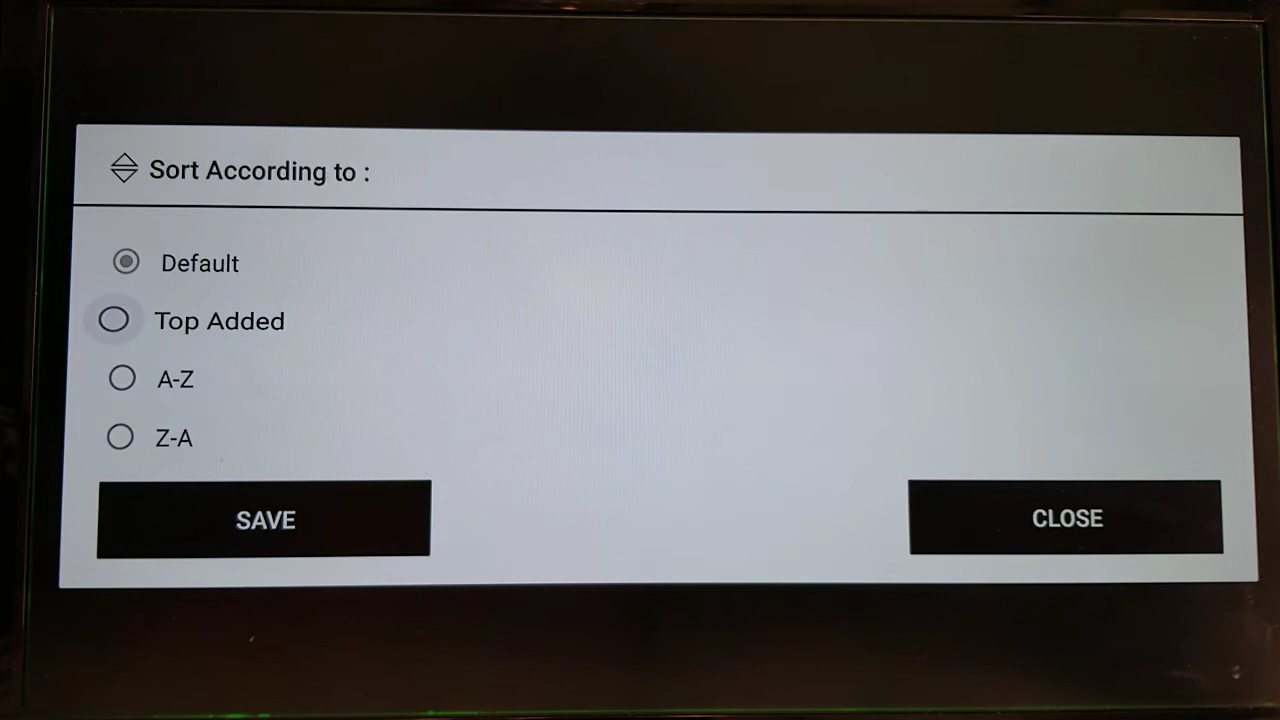 Sort According to :
Default
Top Added
A-Z
Z-A
SAVE
CLOSE